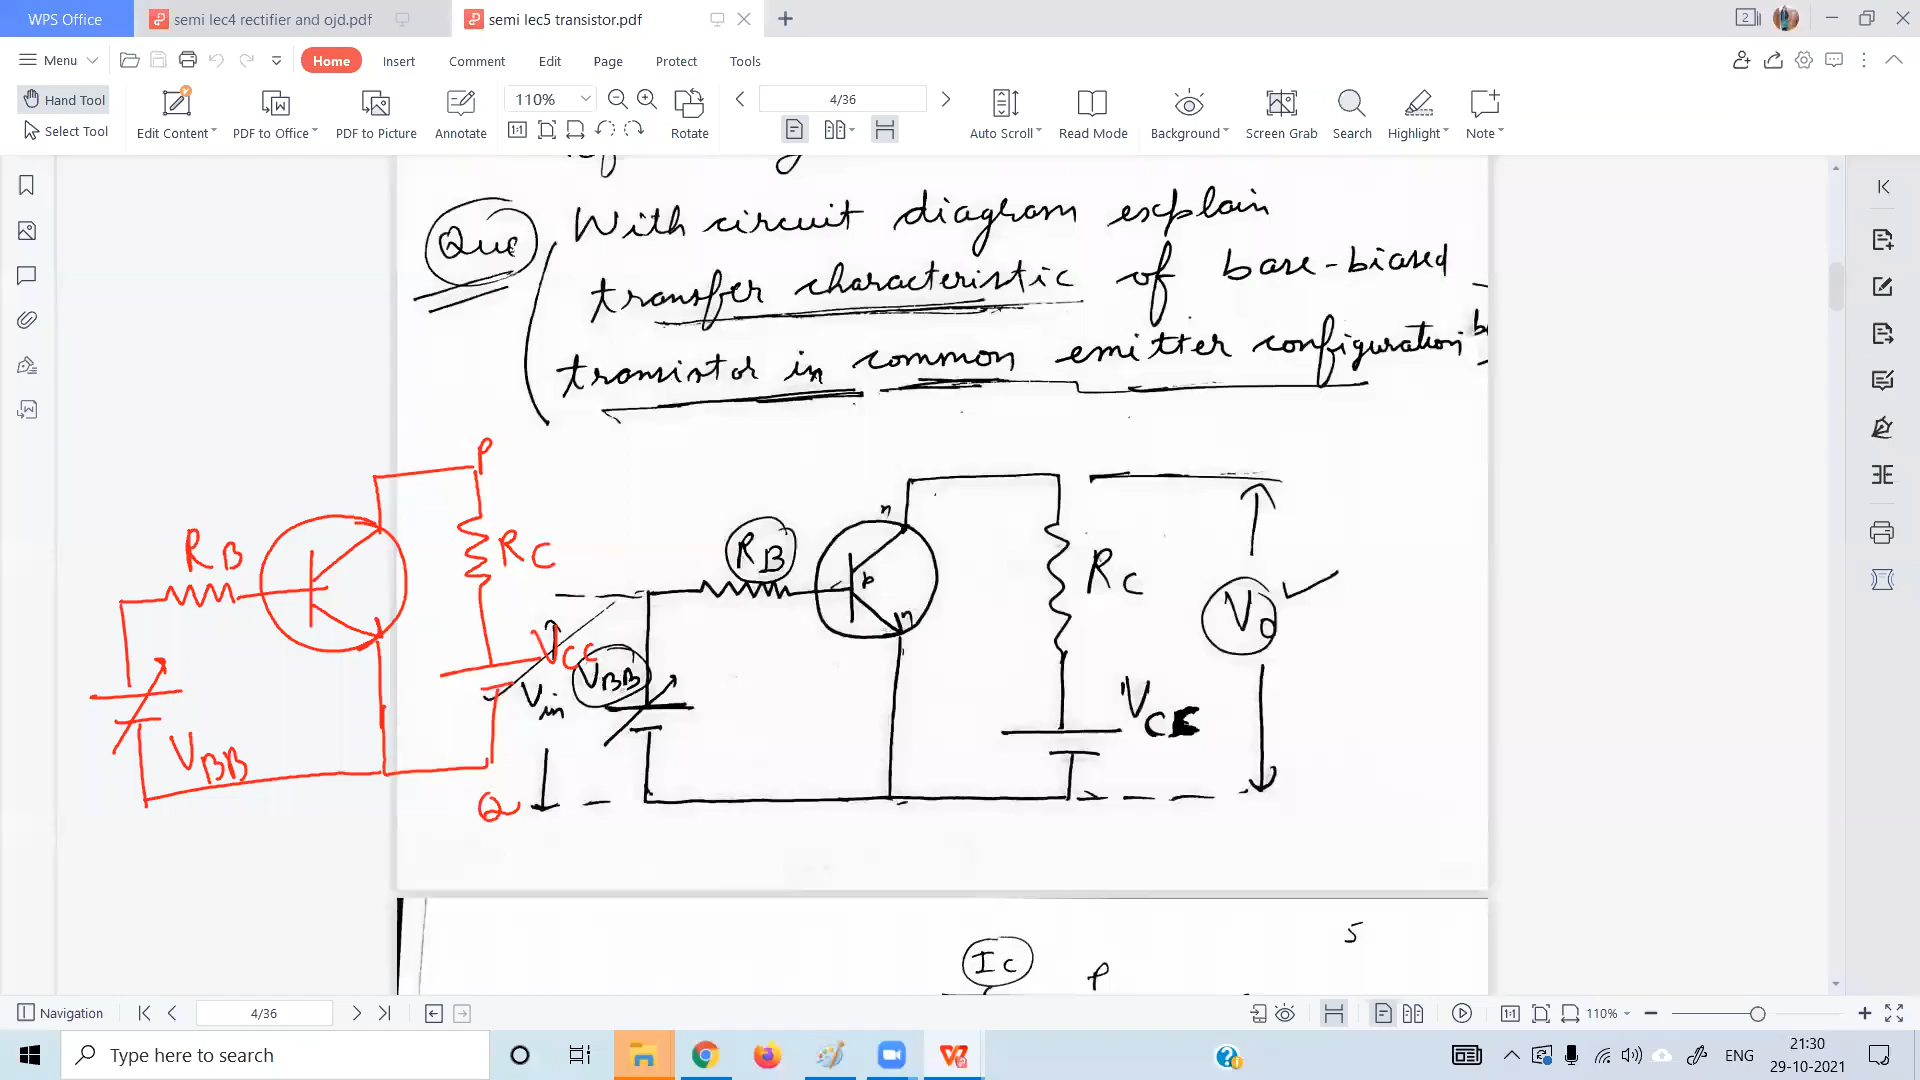 WPS Office
semi lec4 rectifier and ojd.pdf
semi lec5 transistor.pdf
2
Menu
Home
Insert
Comment
Edit
Page
Protect
Tools
Hand Tool
Select Tool
Edit Content
PDF to Office
PDF to Picture
Annotate
110%
4/36
Rotate
Auto Scroll
Read Mode
Background
Screen Grab
Search
Highlight
Note
Que
With circuit diagram explain
transfer characteristic of base-biased
transistor in common emitter configuration
P
RB
RC
VCC
VBB
Q
n
RB
p
n
RC
Vo
Vin
VBB
VCC
5
Ic
P
Navigation
4/36
110%
Type here to search
ENG
21:30
29-10-2021